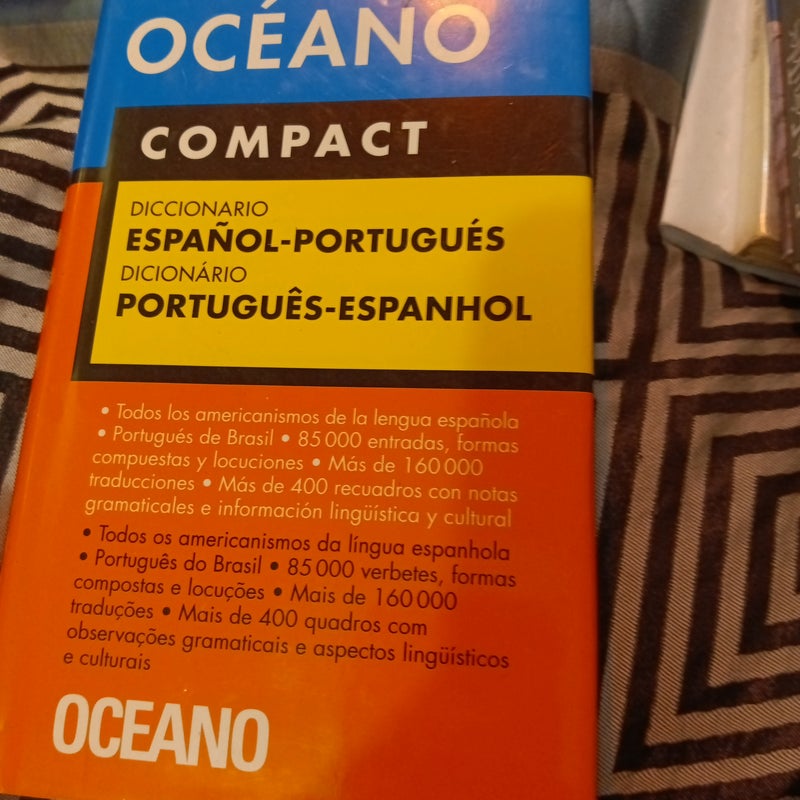 OCÉANO
COMPACT
DICCIONARIO
ESPAÑOL-PORTUGUÉS
DICIONÁRIO
PORTUGUÊS-ESPANHOL
• Todos los americanismos de la lengua española
• Portugués de Brasil • 85 000 entradas, formas
compuestas y locuciones • Más de 160 000
traducciones • Más de 400 recuadros con notas
gramaticales e información lingüística y cultural
• Todos os americanismos da língua espanhola
• Português do Brasil • 85 000 verbetes, formas
compostas e locuções • Mais de 160 000
traduções • Mais de 400 quadros com
observações gramaticais e aspectos lingüísticos
e culturais
OCEANO